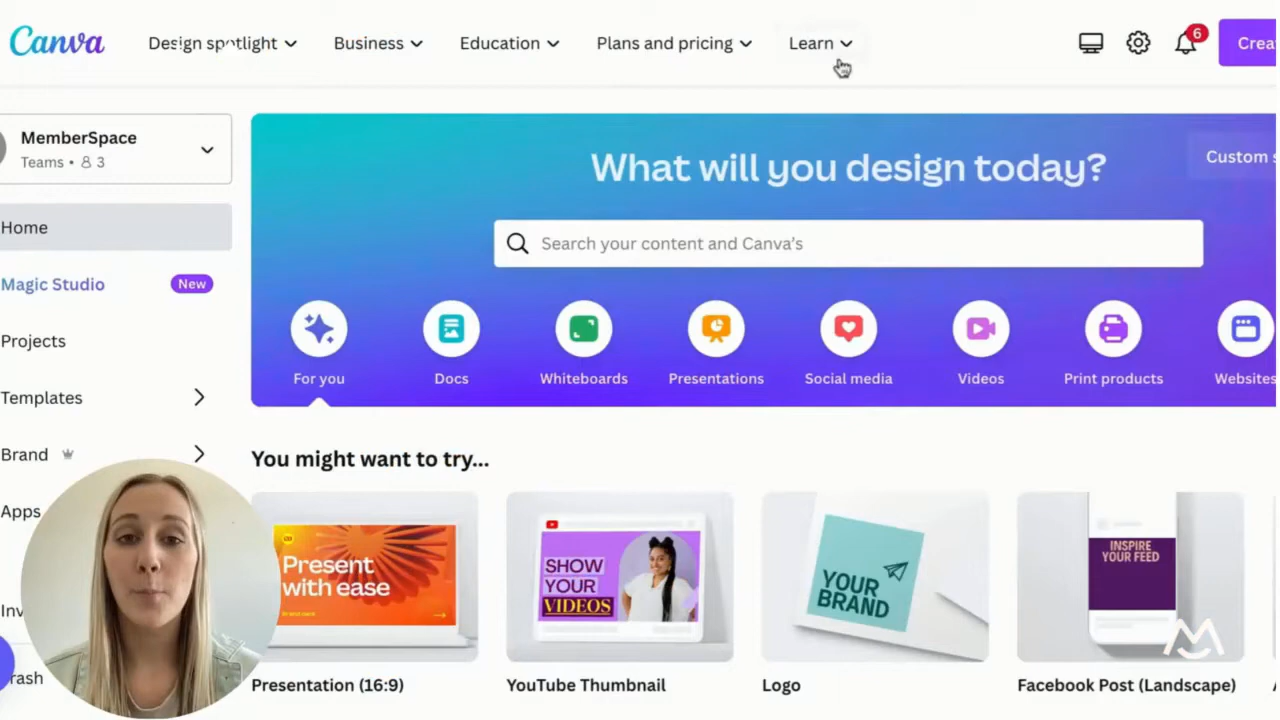 Canva
Design spotlight
Business
Education
Plans and pricing
Learn
6
MemberSpace
Teams • 3
Home
Magic Studio
New
Projects
Templates
Brand
Apps
What will you design today?
Custom
Search your content and Canva's
For you
Docs
Whiteboards
Presentations
Social media
Videos
Print products
Websites
You might want to try...
Present
with ease
SHOW
YOUR
VIDEOS
YOUR
BRAND
INSPIRE
YOUR FEED
Presentation (16:9)
YouTube Thumbnail
Logo
Facebook Post (Landscape)